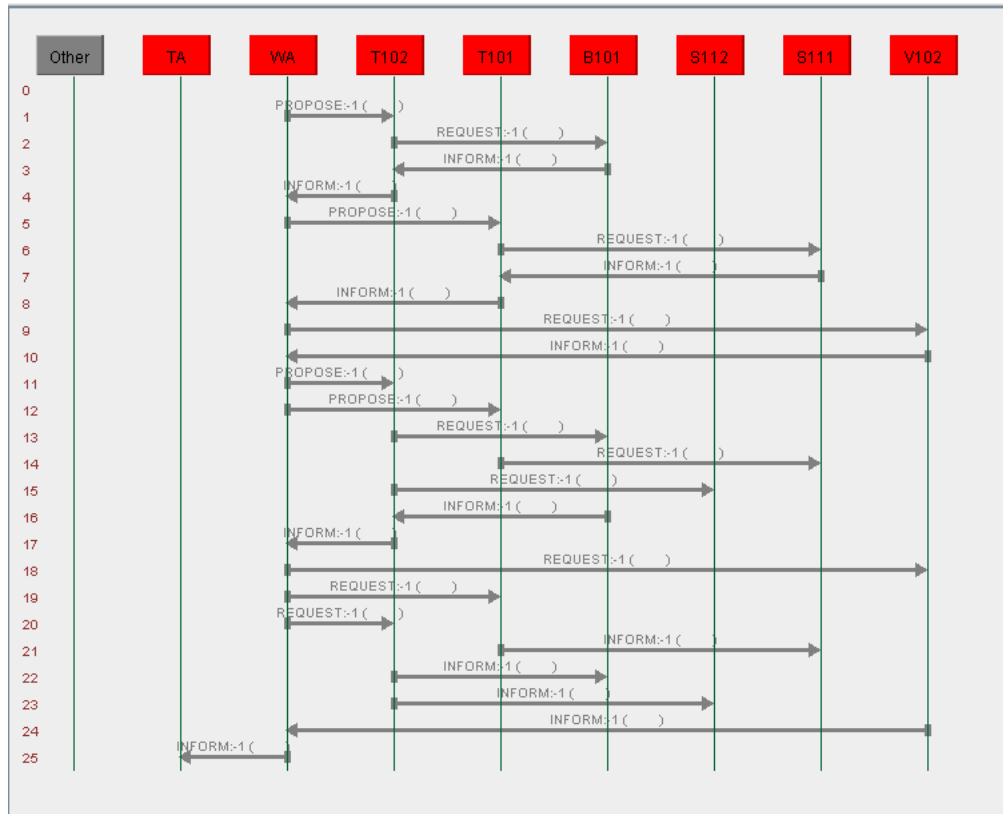 Other TA WA T102 T101 B101 S112 S111 V102
0
PROPOSE:-1 ( )
1
REQUEST:-1 ( )
2
INFORM:-1 ( )
3
INFORM:-1 ( )
4
PROPOSE:-1 ( )
5
REQUEST:-1 ( )
6
INFORM:-1 ( )
7
INFORM:-1 ( )
8
REQUEST:-1 ( )
9
INFORM:-1 ( )
10
PROPOSE:-1 ( )
11
PROPOSE:-1 ( )
12
REQUEST:-1 ( )
13
REQUEST:-1 ( )
14
REQUEST:-1 ( )
15
INFORM:-1 ( )
16
INFORM:-1 ( )
17
REQUEST:-1 ( )
18
REQUEST:-1 ( )
19
REQUEST:-1 ( )
20
INFORM:-1 ( )
21
INFORM:-1 ( )
22
INFORM:-1 ( )
23
INFORM:-1 ( )
24
INFORM:-1 ( )
25